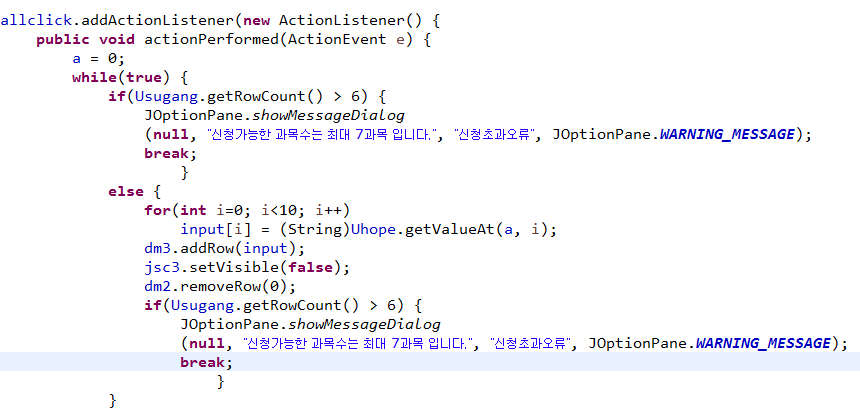 allclick.addActionListener(new ActionListener() {
public void actionPerformed(ActionEvent e) {
a = 0;
while(true) {
if(Usugang.getRowCount() > 6) {
JOptionPane.showMessageDialog
(null, "신청가능한 과목수는 최대 7과목 입니다.", "신청초과오류", JOptionPane.WARNING_MESSAGE);
break;
}
else {
for(int i=0; i<10; i++)
input[i] = (String)Uhope.getValueAt(a, i);
dm3.addRow(input);
jsc3.setVisible(false);
dm2.removeRow(0);
if(Usugang.getRowCount() > 6) {
JOptionPane.showMessageDialog
(null, "신청가능한 과목수는 최대 7과목 입니다.", "신청초과오류", JOptionPane.WARNING_MESSAGE);
break;
}
}